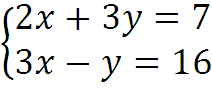 2x + 3y = 7
3x − y = 16